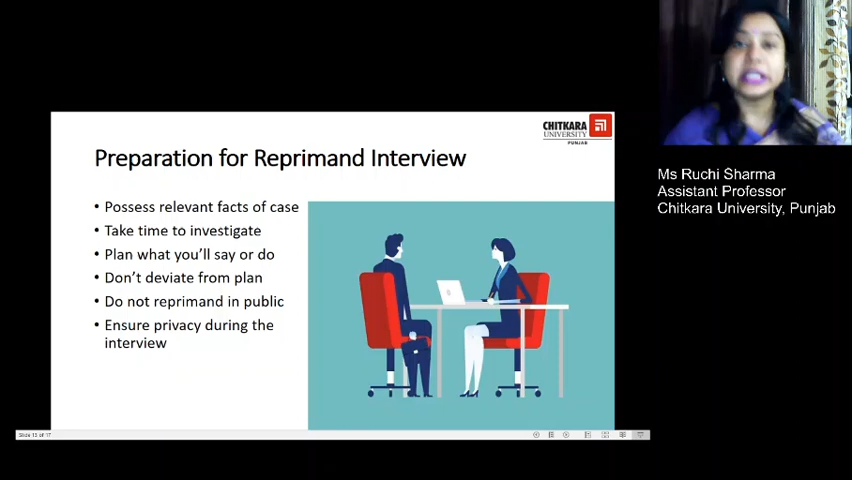 CHITKARA
UNIVERSITY
PUNJAB
Preparation for Reprimand Interview
• Possess relevant facts of case
• Take time to investigate
• Plan what you'll say or do
• Don't deviate from plan
• Do not reprimand in public
• Ensure privacy during the
interview
Ms Ruchi Sharma
Assistant Professor
Chitkara University, Punjab